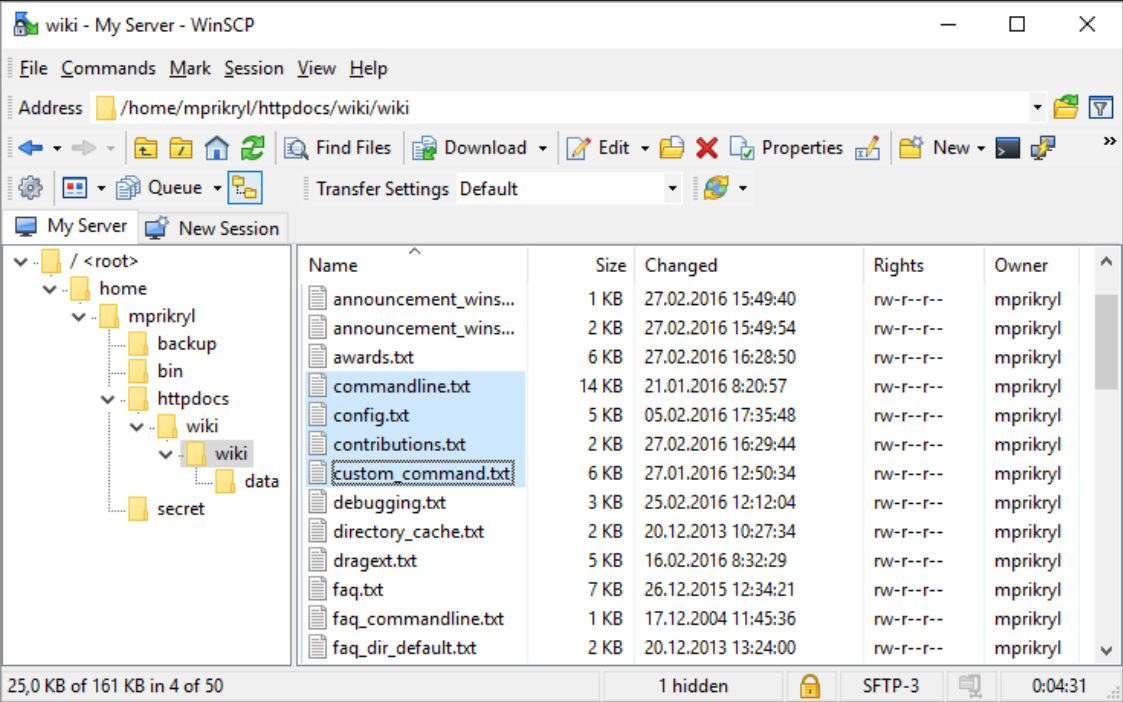 wiki - My Server - WinSCP
File Commands Mark Session View Help
Address /home/mprikryl/httpdocs/wiki/wiki
Find Files Download Edit Properties New »
Queue Transfer Settings Default
My Server New Session
/ <root>
home
mprikryl
backup
bin
httpdocs
wiki
wiki
data
secret
Name Size Changed Rights Owner
announcement_wins... 1 KB 27.02.2016 15:49:40 rw-r--r-- mprikryl
announcement_wins... 2 KB 27.02.2016 15:49:54 rw-r--r-- mprikryl
awards.txt 6 KB 27.02.2016 16:28:50 rw-r--r-- mprikryl
commandline.txt 14 KB 21.01.2016 8:20:57 rw-r--r-- mprikryl
config.txt 5 KB 05.02.2016 17:35:48 rw-r--r-- mprikryl
contributions.txt 2 KB 27.02.2016 16:29:44 rw-r--r-- mprikryl
custom_command.txt 6 KB 27.01.2016 12:50:34 rw-r--r-- mprikryl
debugging.txt 3 KB 25.02.2016 12:12:04 rw-r--r-- mprikryl
directory_cache.txt 2 KB 20.12.2013 10:27:34 rw-r--r-- mprikryl
dragext.txt 5 KB 16.02.2016 8:32:29 rw-r--r-- mprikryl
faq.txt 7 KB 26.12.2015 12:34:21 rw-r--r-- mprikryl
faq_commandline.txt 1 KB 17.12.2004 11:45:36 rw-r--r-- mprikryl
faq_dir_default.txt 2 KB 20.12.2013 13:24:00 rw-r--r-- mprikryl
25,0 KB of 161 KB in 4 of 50 1 hidden SFTP-3 0:04:31